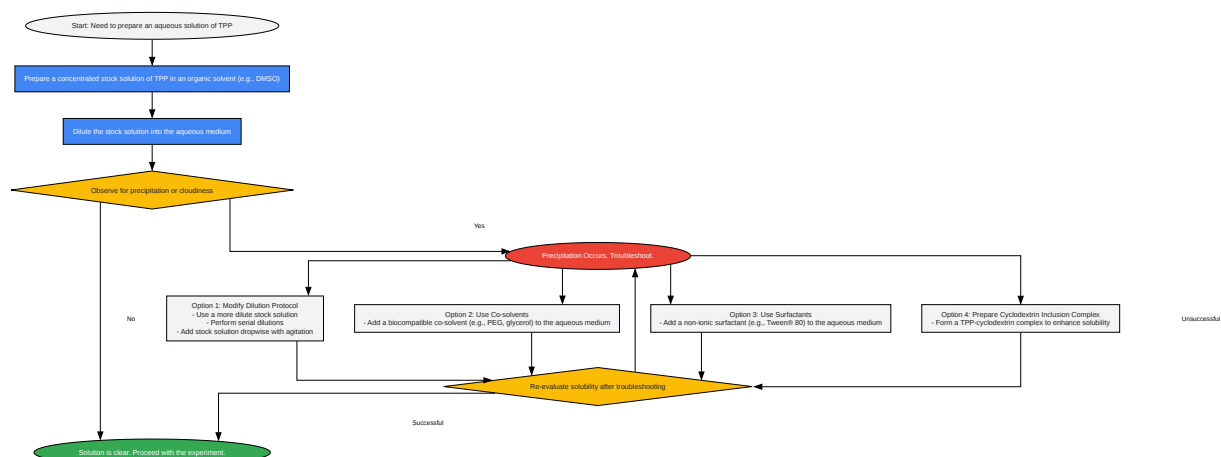 Start: Need to prepare an aqueous solution of TPP
Prepare a concentrated stock solution of TPP in an organic solvent (e.g., DMSO)
Dilute the stock solution into the aqueous medium
Observe for precipitation or cloudiness
Yes
Precipitation Occurs. Troubleshoot.
Option 1: Modify Dilution Protocol
- Use a more dilute stock solution
- Perform serial dilutions
- Add stock solution dropwise with agitation
Option 2: Use Co-solvents
- Add a biocompatible co-solvent (e.g., PEG, glycerol) to the aqueous medium
Option 3: Use Surfactants
- Add a non-ionic surfactant (e.g., Tween® 80) to the aqueous medium
Option 4: Prepare Cyclodextrin Inclusion Complex
- Form a TPP-cyclodextrin complex to enhance solubility
No
Unsuccessful
Re-evaluate solubility after troubleshooting
Successful
Solution is clear. Proceed with the experiment.